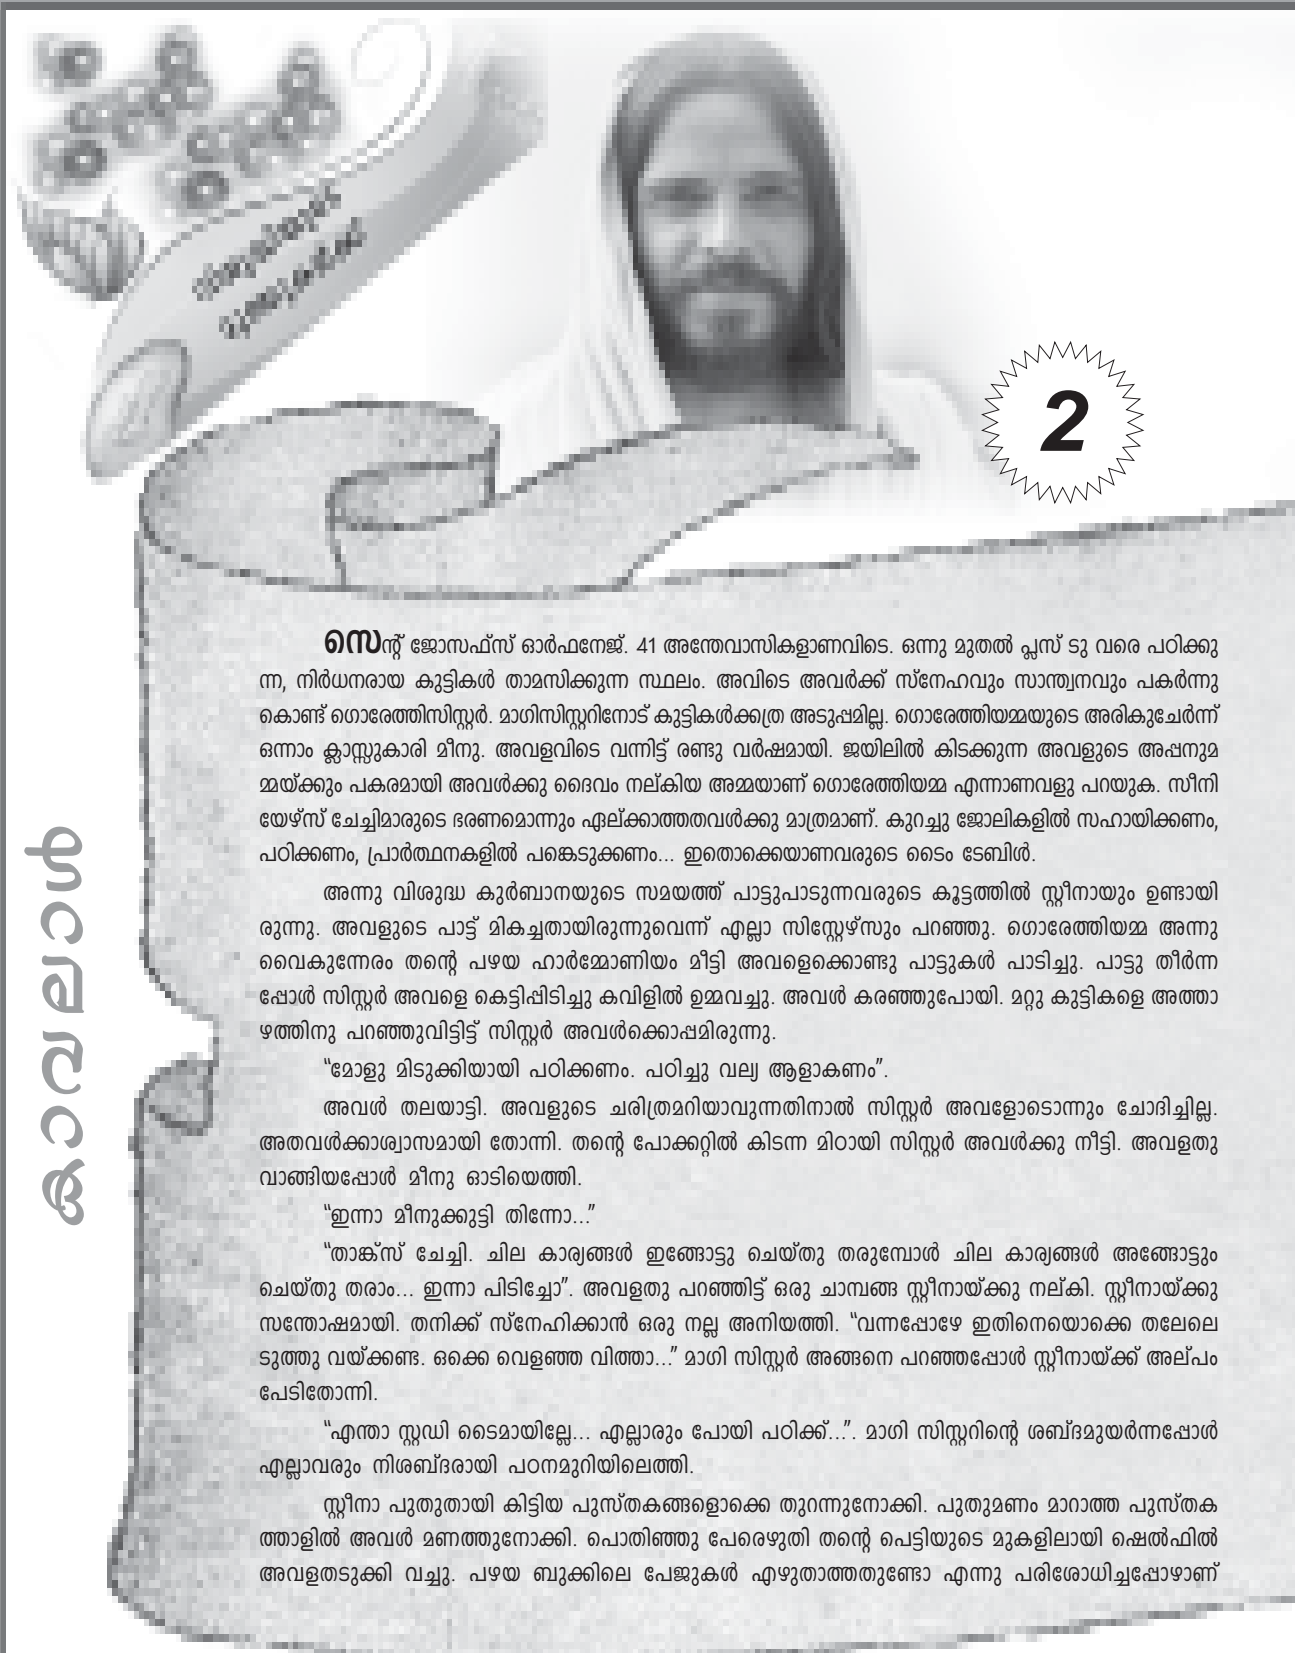 2
സെന്റ് ജോസഫ്സ് ഓർഫനേജ്. 41 അന്തേവാസികളാണവിടെ. ഒന്നു മുതൽ പ്ലസ് ടു വരെ പഠിക്കു
ന്ന, നിർധനരായ കുട്ടികൾ താമസിക്കുന്ന സ്ഥലം. അവിടെ അവർക്ക് സ്നേഹവും സാന്ത്വനവും പകർന്നു
കൊണ്ട് ഗൊരേത്തിസിസ്റ്റർ. മാഗിസിസ്റ്ററിനോട് കുട്ടികൾക്കത്ര അടുപ്പമില്ല. ഗൊരേത്തിയമ്മയുടെ അരികുചേർന്ന്
ഒന്നാം ക്ലാസ്സുകാരി മീനു. അവളവിടെ വന്നിട്ട് രണ്ടു വർഷമായി. ജയിലിൽ കിടക്കുന്ന അവളുടെ അപ്പനുമ
മ്മയ്ക്കും പകരമായി അവൾക്കു ദൈവം നല്കിയ അമ്മയാണ് ഗൊരേത്തിയമ്മ എന്നാണവളു പറയുക. സീനി
യേഴ്സ് ചേച്ചിമാരുടെ ഭരണമൊന്നും ഏല്ക്കാത്തതവൾക്കു മാത്രമാണ്. കുറച്ചു ജോലികളിൽ സഹായിക്കണം,
പഠിക്കണം, പ്രാർത്ഥനകളിൽ പങ്കെടുക്കണം... ഇതൊക്കെയാണവരുടെ ടൈം ടേബിൾ.
അന്നു വിശുദ്ധ കുർബാനയുടെ സമയത്ത് പാട്ടുപാടുന്നവരുടെ കൂട്ടത്തിൽ സ്റ്റീനായും ഉണ്ടായി
രുന്നു. അവളുടെ പാട്ട് മികച്ചതായിരുന്നുവെന്ന് എല്ലാ സിസ്റ്റേഴ്സും പറഞ്ഞു. ഗൊരേത്തിയമ്മ അന്നു
വൈകുന്നേരം തന്റെ പഴയ ഹാർമ്മോണിയം മീട്ടി അവളെക്കൊണ്ടു പാട്ടുകൾ പാടിച്ചു. പാട്ടു തീർന്ന
പ്പോൾ സിസ്റ്റർ അവളെ കെട്ടിപ്പിടിച്ചു കവിളിൽ ഉമ്മവച്ചു. അവൾ കരഞ്ഞുപോയി. മറ്റു കുട്ടികളെ അത്താ
ഴത്തിനു പറഞ്ഞുവിട്ടിട്ട് സിസ്റ്റർ അവൾക്കൊപ്പമിരുന്നു.
“മോളു മിടുക്കിയായി പഠിക്കണം. പഠിച്ചു വല്യ ആളാകണം”.
അവൾ തലയാട്ടി. അവളുടെ ചരിത്രമറിയാവുന്നതിനാൽ സിസ്റ്റർ അവളോടൊന്നും ചോദിച്ചില്ല.
അതവൾക്കാശ്വാസമായി തോന്നി. തന്റെ പോക്കറ്റിൽ കിടന്ന മിഠായി സിസ്റ്റർ അവൾക്കു നീട്ടി. അവളതു
വാങ്ങിയപ്പോൾ മീനു ഓടിയെത്തി.
“ഇന്നാ മീനുക്കുട്ടി തിന്നോ...”
“താങ്ക്സ് ചേച്ചി. ചില കാര്യങ്ങൾ ഇങ്ങോട്ടു ചെയ്തു തരുമ്പോൾ ചില കാര്യങ്ങൾ അങ്ങോട്ടും
ചെയ്തു തരാം... ഇന്നാ പിടിച്ചോ”. അവളതു പറഞ്ഞിട്ട് ഒരു ചാമ്പങ്ങ സ്റ്റീനായ്ക്കു നല്കി. സ്റ്റീനായ്ക്കു
സന്തോഷമായി. തനിക്ക് സ്നേഹിക്കാൻ ഒരു നല്ല അനിയത്തി. “വന്നപ്പോഴേ ഇതിനെയൊക്കെ തലേലെ
ടുത്തു വയ്ക്കണ്ട. ഒക്കെ വെളഞ്ഞ വിത്താ...” മാഗി സിസ്റ്റർ അങ്ങനെ പറഞ്ഞപ്പോൾ സ്റ്റീനായ്ക്ക് അല്പം
പേടിതോന്നി.
“എന്താ സ്റ്റഡി ടൈമായില്ലേ... എല്ലാരും പോയി പഠിക്ക്...”. മാഗി സിസ്റ്ററിന്റെ ശബ്ദമുയർന്നപ്പോൾ
എല്ലാവരും നിശബ്ദരായി പഠനമുറിയിലെത്തി.
സ്റ്റീനാ പുതുതായി കിട്ടിയ പുസ്തകങ്ങളൊക്കെ തുറന്നുനോക്കി. പുതുമണം മാറാത്ത പുസ്തക
ത്താളിൽ അവൾ മണത്തുനോക്കി. പൊതിഞ്ഞു പേരെഴുതി തന്റെ പെട്ടിയുടെ മുകളിലായി ഷെൽഫിൽ
അവളതടുക്കി വച്ചു. പഴയ ബുക്കിലെ പേജുകൾ എഴുതാത്തതുണ്ടോ എന്നു പരിശോധിച്ചപ്പോഴാണ്
കാവലാൾ